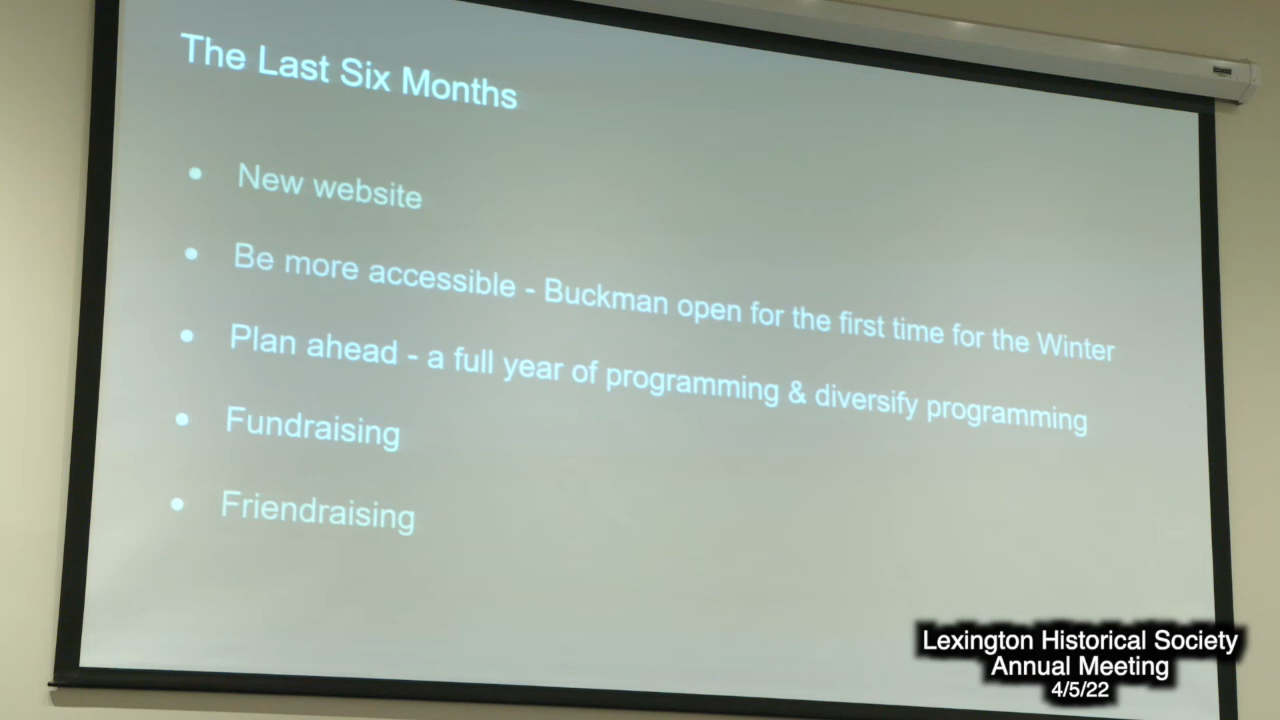 The Last Six Months
● New website
● Be more accessible - Buckman open for the first time for the Winter
● Plan ahead - a full year of programming & diversify programming
● Fundraising
● Friendraising
Lexington Historical Society
Annual Meeting
4/5/22